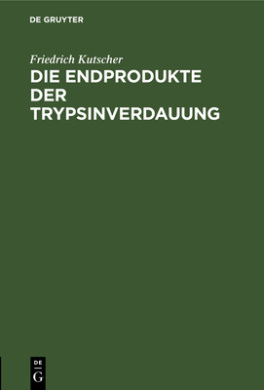 DE GRUYTER
Friedrich Kutscher
DIE ENDPRODUKTE
DER
TRYPSINVERDAUUNG
DE
G